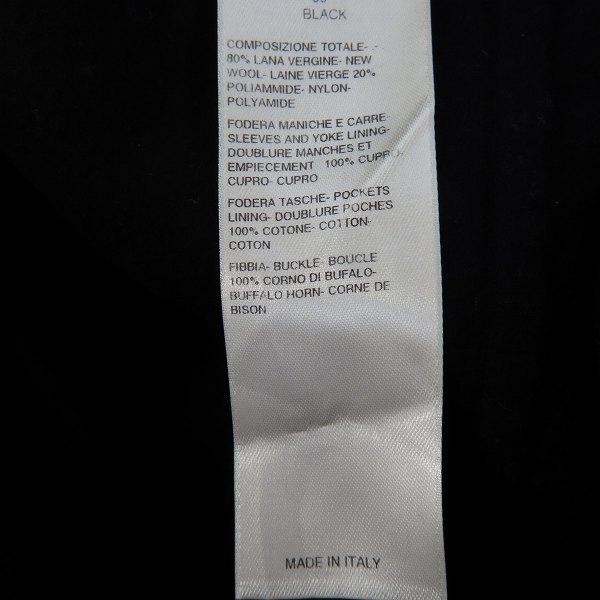 BLACK
COMPOSIZIONE TOTALE- -
80% LANA VERGINE- NEW
WOOL- LAINE VIERGE 20%
POLIAMMIDE- NYLON-
POLYAMIDE
FODERA MANICHE E CARRE-
SLEEVES AND YOKE LINING-
DOUBLURE MANCHES ET
EMPIECEMENT 100% CUPRO-
CUPRO- CUPRO
FODERA TASCHE- POCKETS
LINING- DOUBLURE POCHES
100% COTONE- COTTON-
COTON
FIBBIA- BUCKLE- BOUCLE
100% CORNO DI BUFALO-
BUFFALO HORN- CORNE DE
BISON
MADE IN ITALY